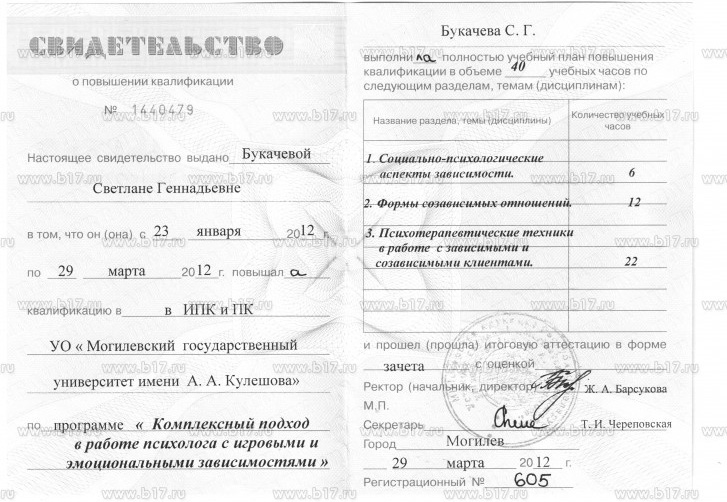 СВИДЕТЕЛЬСТВО
о повышении квалификации
№ 1440479
Настоящее свидетельство выдано Букачевой
Светлане Геннадьевне
в том, что он (она) с 23 января 2012 г.
по 29 марта 2012 г. повышал а
квалификацию в в ИПК и ПК
УО « Могилевский государственный
университет имени А. А. Кулешова»
по программе « Комплексный подход
в работе психолога с игровыми и
эмоциональными зависимостями »
Букачева С. Г.
выполни ла полностью учебный план повышения
квалификации в объеме 40 учебных часов по
следующим разделам, темам (дисциплинам):
Название раздела, темы (дисциплины)
Количество учебных
часов
1. Социально-психологические
аспекты зависимости. 6
2. Формы созависимых отношений. 12
3. Психотерапевтические техники
в работе с зависимыми и
созависимыми клиентами. 22
и прошел (прошла) итоговую аттестацию в форме
зачета с оценкой
Ректор (начальник, директор) Ж. А. Барсукова
М.П.
Секретарь Т. И. Череповская
Город Могилев
29 марта 2012 г.
Регистрационный № 605
www.b17.ru